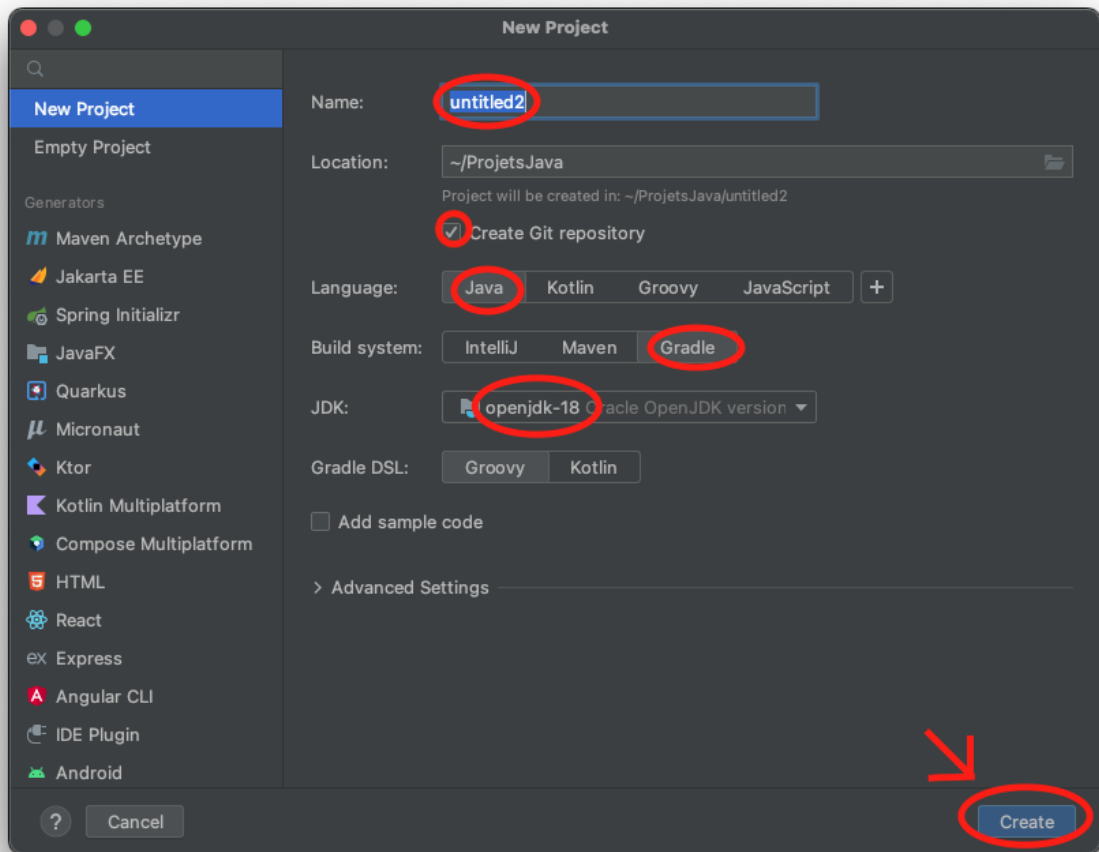 New Project
New Project
Empty Project
Generators
Maven Archetype
Jakarta EE
Spring Initializr
JavaFX
Quarkus
Micronaut
Ktor
Kotlin Multiplatform
Compose Multiplatform
HTML
React
ex Express
Angular CLI
IDE Plugin
Android
Name: untitled2
Location: ~/ProjetsJava
Project will be created in: ~/ProjetsJava/untitled2
Create Git repository
Language: Java Kotlin Groovy JavaScript +
Build system: IntelliJ Maven Gradle
JDK: openjdk-18 Oracle OpenJDK version
Gradle DSL: Groovy Kotlin
Add sample code
Advanced Settings
? Cancel Create